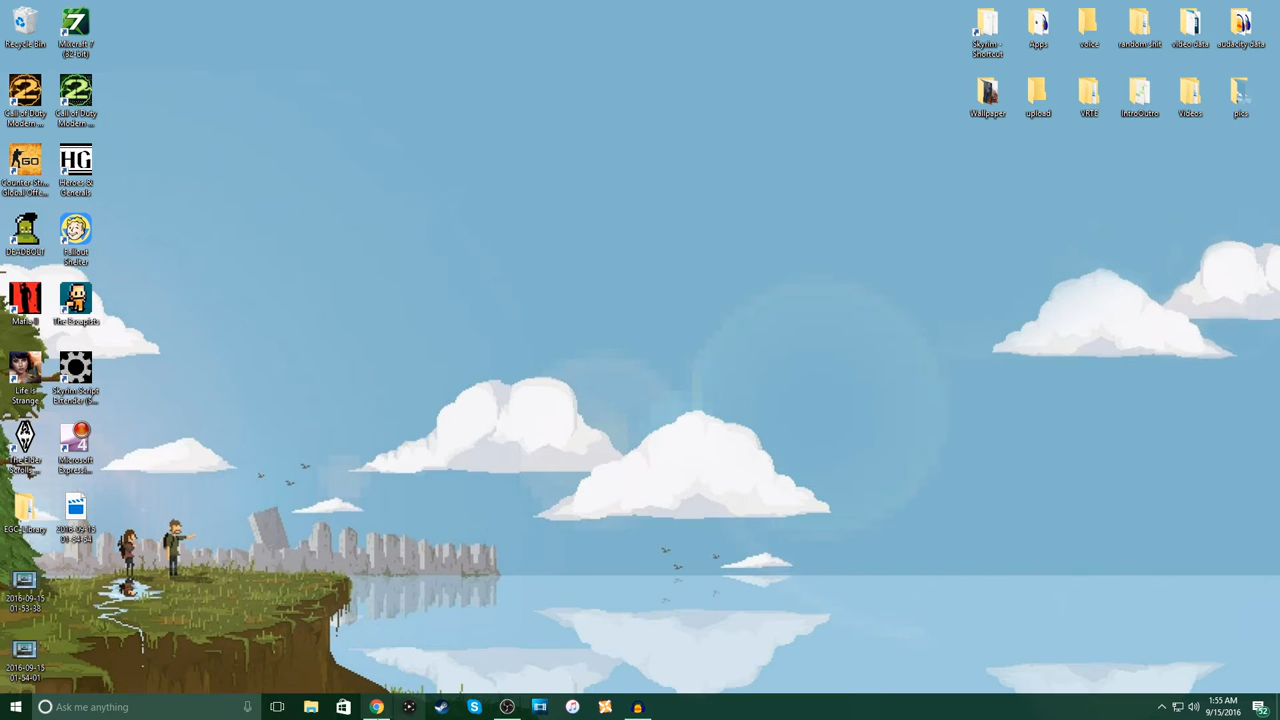 Recycle Bin
Mixcraft 7
(32-bit)
Skyrim -
Shortcut
Apps
voice
random shit
video data
audacity data
Call of Duty
Modern ...
Call of Duty
Modern ...
Wallpaper
upload
VRTE
IntroOutro
Videos
pics
Counter-Str...
Global Offe...
GO
HG
Heroes &
Generals
DEADBOLT
Fallout
Shelter
Mafia II
The Escapists
Life is
Strange
Skyrim Script
Extender (S...
The Elder
Scrolls ...
Microsoft
Expressi...
EGC-Library
2016-09-15
01-54-54
2016-09-15
01-53-38
2016-09-15
01-54-01
Ask me anything
1:55 AM
9/15/2016
52